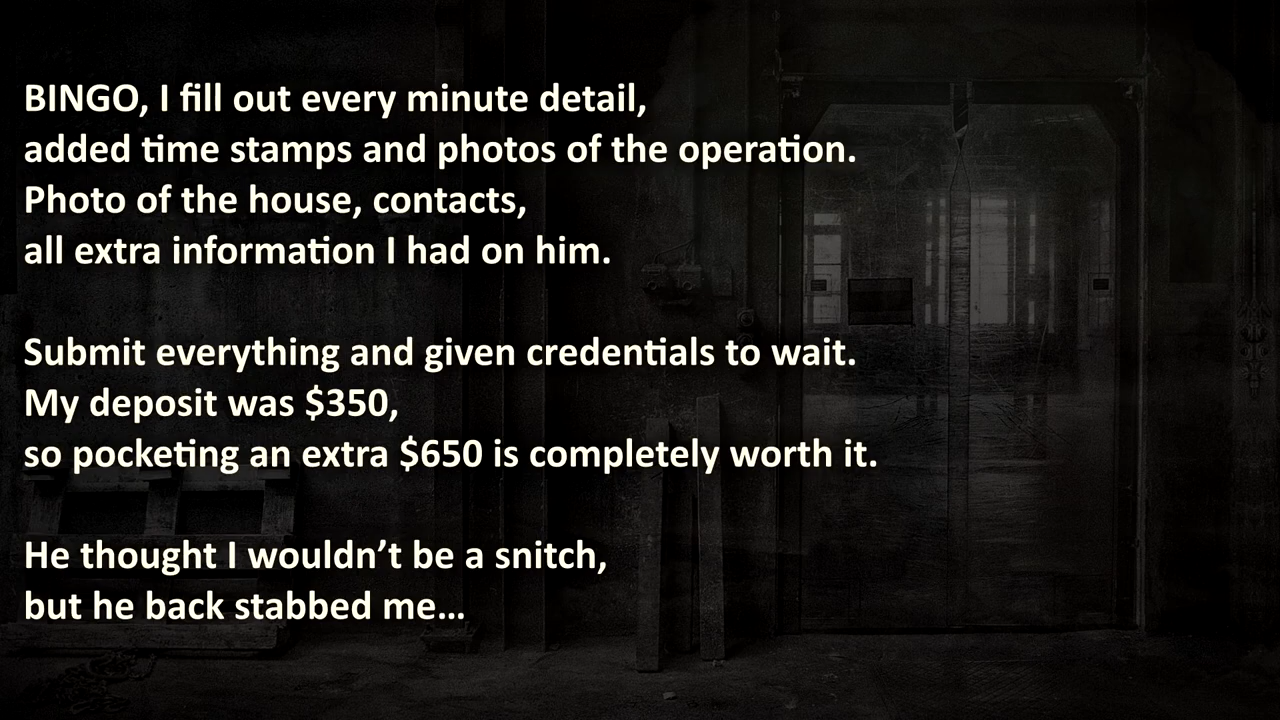 BINGO, I fill out every minute detail,
added time stamps and photos of the operation.
Photo of the house, contacts,
all extra information I had on him.
Submit everything and given credentials to wait.
My deposit was $350,
so pocketing an extra $650 is completely worth it.
He thought I wouldn’t be a snitch,
but he back stabbed me…